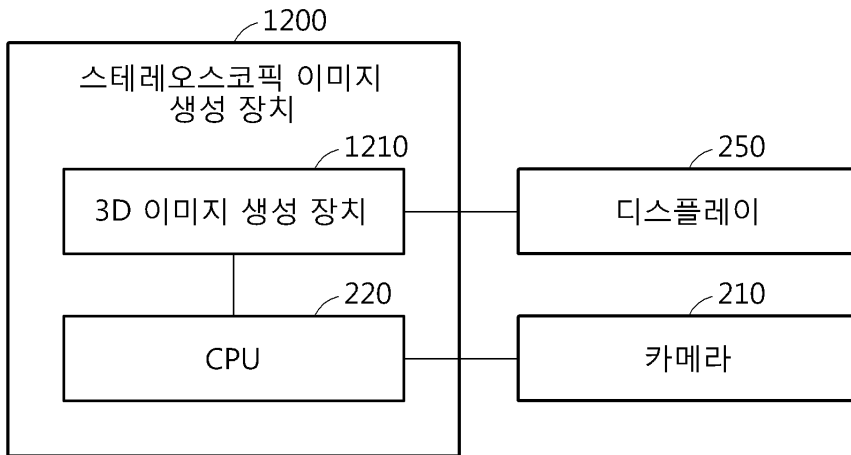 1200
스테레오스코픽 이미지
생성 장치
1210
3D 이미지 생성 장치
250
디스플레이
220
CPU
210
카메라